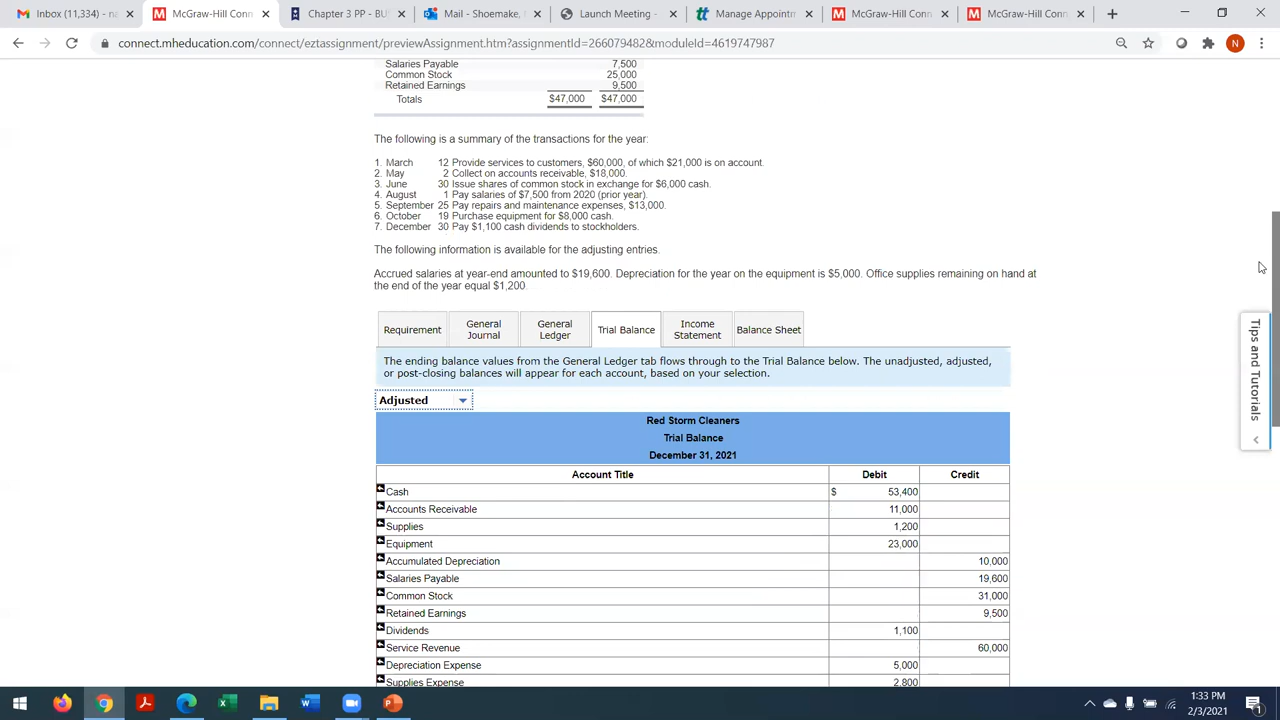 Inbox (11,334) - na
McGraw-Hill Conn
Chapter 3 PP - BU
Mail - Shoemake,
Launch Meeting -
Manage Appointm
McGraw-Hill Conn
McGraw-Hill Conn
connect.mheducation.com/connect/eztassignment/previewAssignment.htm?assignmentId=266079482&moduleId=4619747987
N
Salaries Payable 7,500
Common Stock 25,000
Retained Earnings 9,500
Totals $47,000 $47,000
The following is a summary of the transactions for the year:
1. March 12 Provide services to customers, $60,000, of which $21,000 is on account.
2. May 2 Collect on accounts receivable, $18,000.
3. June 30 Issue shares of common stock in exchange for $6,000 cash.
4. August 1 Pay salaries of $7,500 from 2020 (prior year).
5. September 25 Pay repairs and maintenance expenses, $13,000.
6. October 19 Purchase equipment for $8,000 cash.
7. December 30 Pay $1,100 cash dividends to stockholders.
The following information is available for the adjusting entries.
Accrued salaries at year-end amounted to $19,600. Depreciation for the year on the equipment is $5,000. Office supplies remaining on hand at
the end of the year equal $1,200.
Requirement
General Journal
General Ledger
Trial Balance
Income Statement
Balance Sheet
The ending balance values from the General Ledger tab flows through to the Trial Balance below. The unadjusted, adjusted,
or post-closing balances will appear for each account, based on your selection.
Adjusted
Red Storm Cleaners
Trial Balance
December 31, 2021
Account Title Debit Credit
Cash $ 53,400
Accounts Receivable 11,000
Supplies 1,200
Equipment 23,000
Accumulated Depreciation 10,000
Salaries Payable 19,600
Common Stock 31,000
Retained Earnings 9,500
Dividends 1,100
Service Revenue 60,000
Depreciation Expense 5,000
Supplies Expense 2,800
Tips and Tutorials
1:33 PM
2/3/2021
1